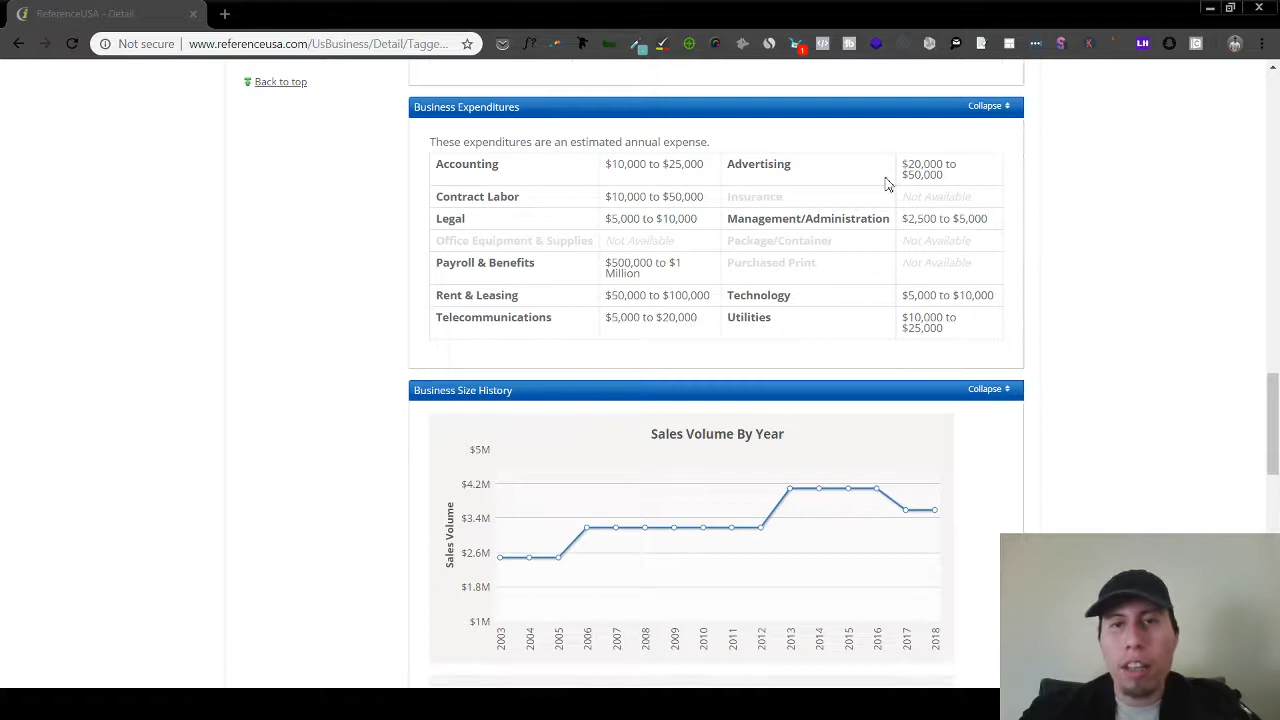 ReferenceUSA - Detail
Not secure
www.referenceusa.com/UsBusiness/Detail/Tagge...
1
LH
Back to top
Business Expenditures
Collapse
These expenditures are an estimated annual expense.
Accounting $10,000 to $25,000 Advertising $20,000 to
$50,000
Contract Labor $10,000 to $50,000 Insurance Not Available
Legal $5,000 to $10,000 Management/Administration $2,500 to $5,000
Office Equipment & Supplies Not Available Package/Container Not Available
Payroll & Benefits $500,000 to $1 Purchased Print Not Available
Million
Rent & Leasing $50,000 to $100,000 Technology $5,000 to $10,000
Telecommunications $5,000 to $20,000 Utilities $10,000 to
$25,000
Business Size History
Collapse
Sales Volume By Year
Sales Volume
$5M
$4.2M
$3.4M
$2.6M
$1.8M
$1M
2003 2004 2005 2006 2007 2008 2009 2010 2011 2012 2013 2014 2015 2016 2017 2018